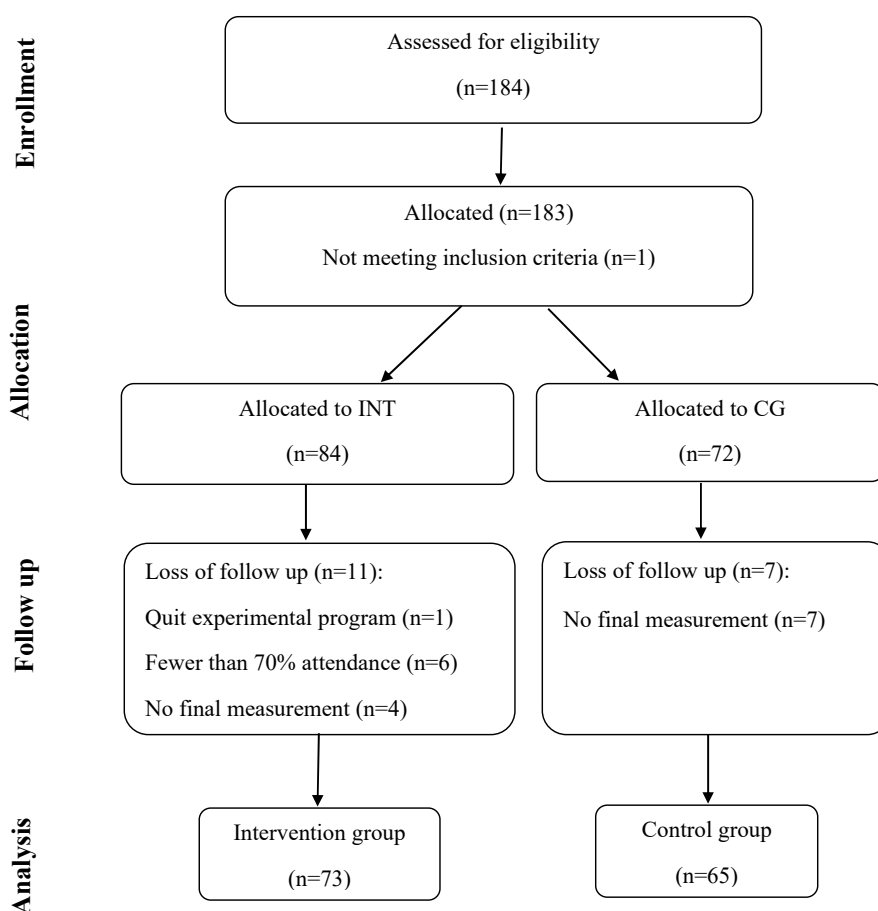 Enrollment
Assessed for eligibility
(n=184)
Allocated (n=183)
Not meeting inclusion criteria (n=1)
Allocation
Allocated to INT
(n=84)
Allocated to CG
(n=72)
Follow up
Loss of follow up (n=11):
Quit experimental program (n=1)
Fewer than 70% attendance (n=6)
No final measurement (n=4)
Loss of follow up (n=7):
No final measurement (n=7)
Analysis
Intervention group
(n=73)
Control group
(n=65)